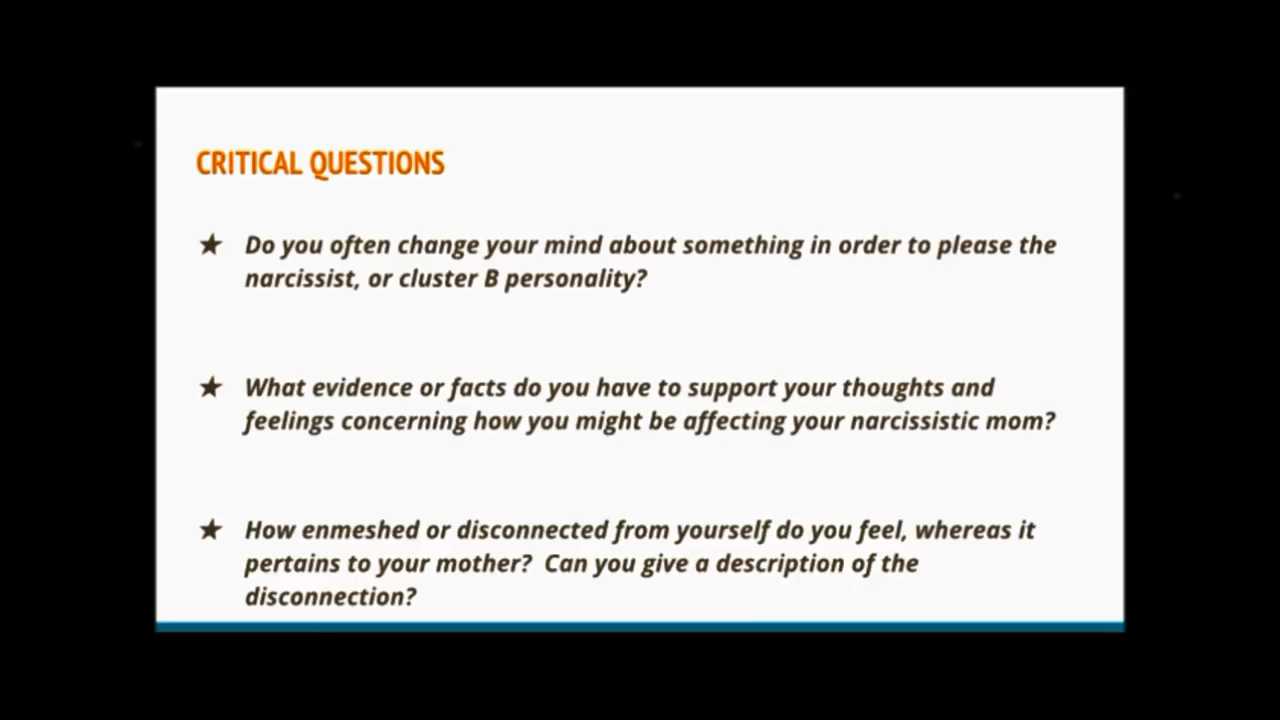 CRITICAL QUESTIONS
★ Do you often change your mind about something in order to please the
narcissist, or cluster B personality?
★ What evidence or facts do you have to support your thoughts and
feelings concerning how you might be affecting your narcissistic mom?
★ How enmeshed or disconnected from yourself do you feel, whereas it
pertains to your mother?  Can you give a description of the
disconnection?